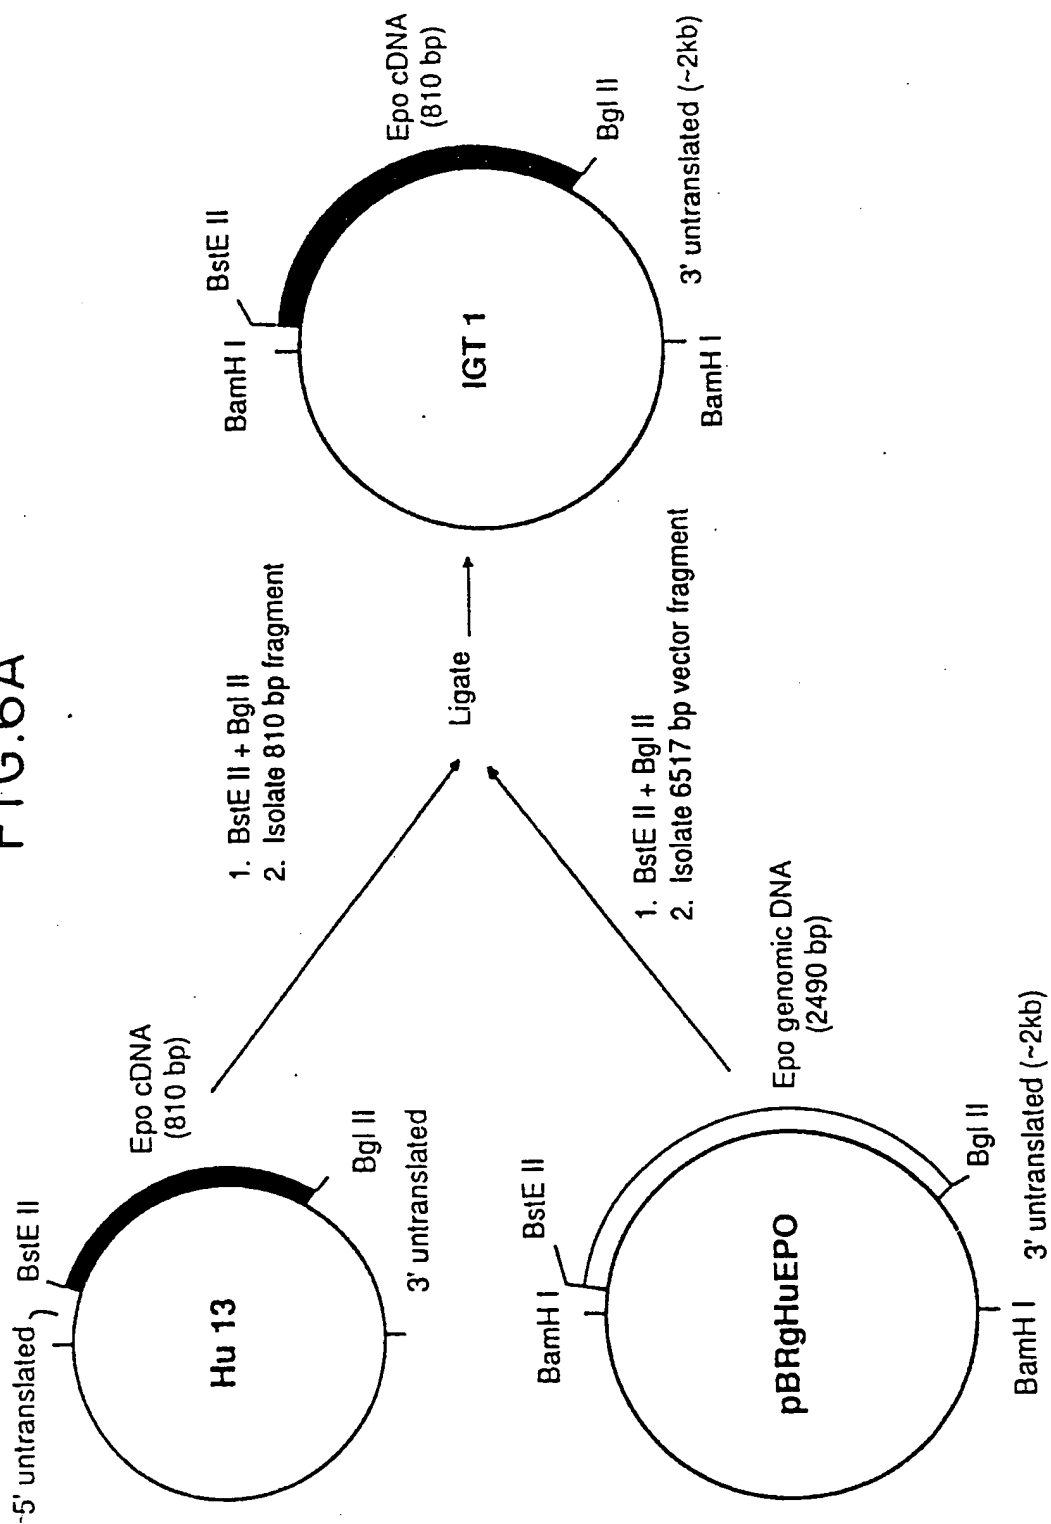 FIG.6A
5' untranslated
BstE II
Epo cDNA
(810 bp)
Hu 13
Bgl II
3' untranslated
1. BstE II + Bgl II
2. Isolate 810 bp fragment
BamH I
BstE II
Epo genomic DNA
(2490 bp)
pBRgHuEPO
Bgl II
BamH I
3' untranslated (~2kb)
1. BstE II + Bgl II
2. Isolate 6517 bp vector fragment
Ligate
BamH I
BstE II
Epo cDNA
(810 bp)
IGT 1
Bgl II
BamH I
3' untranslated (~2kb)